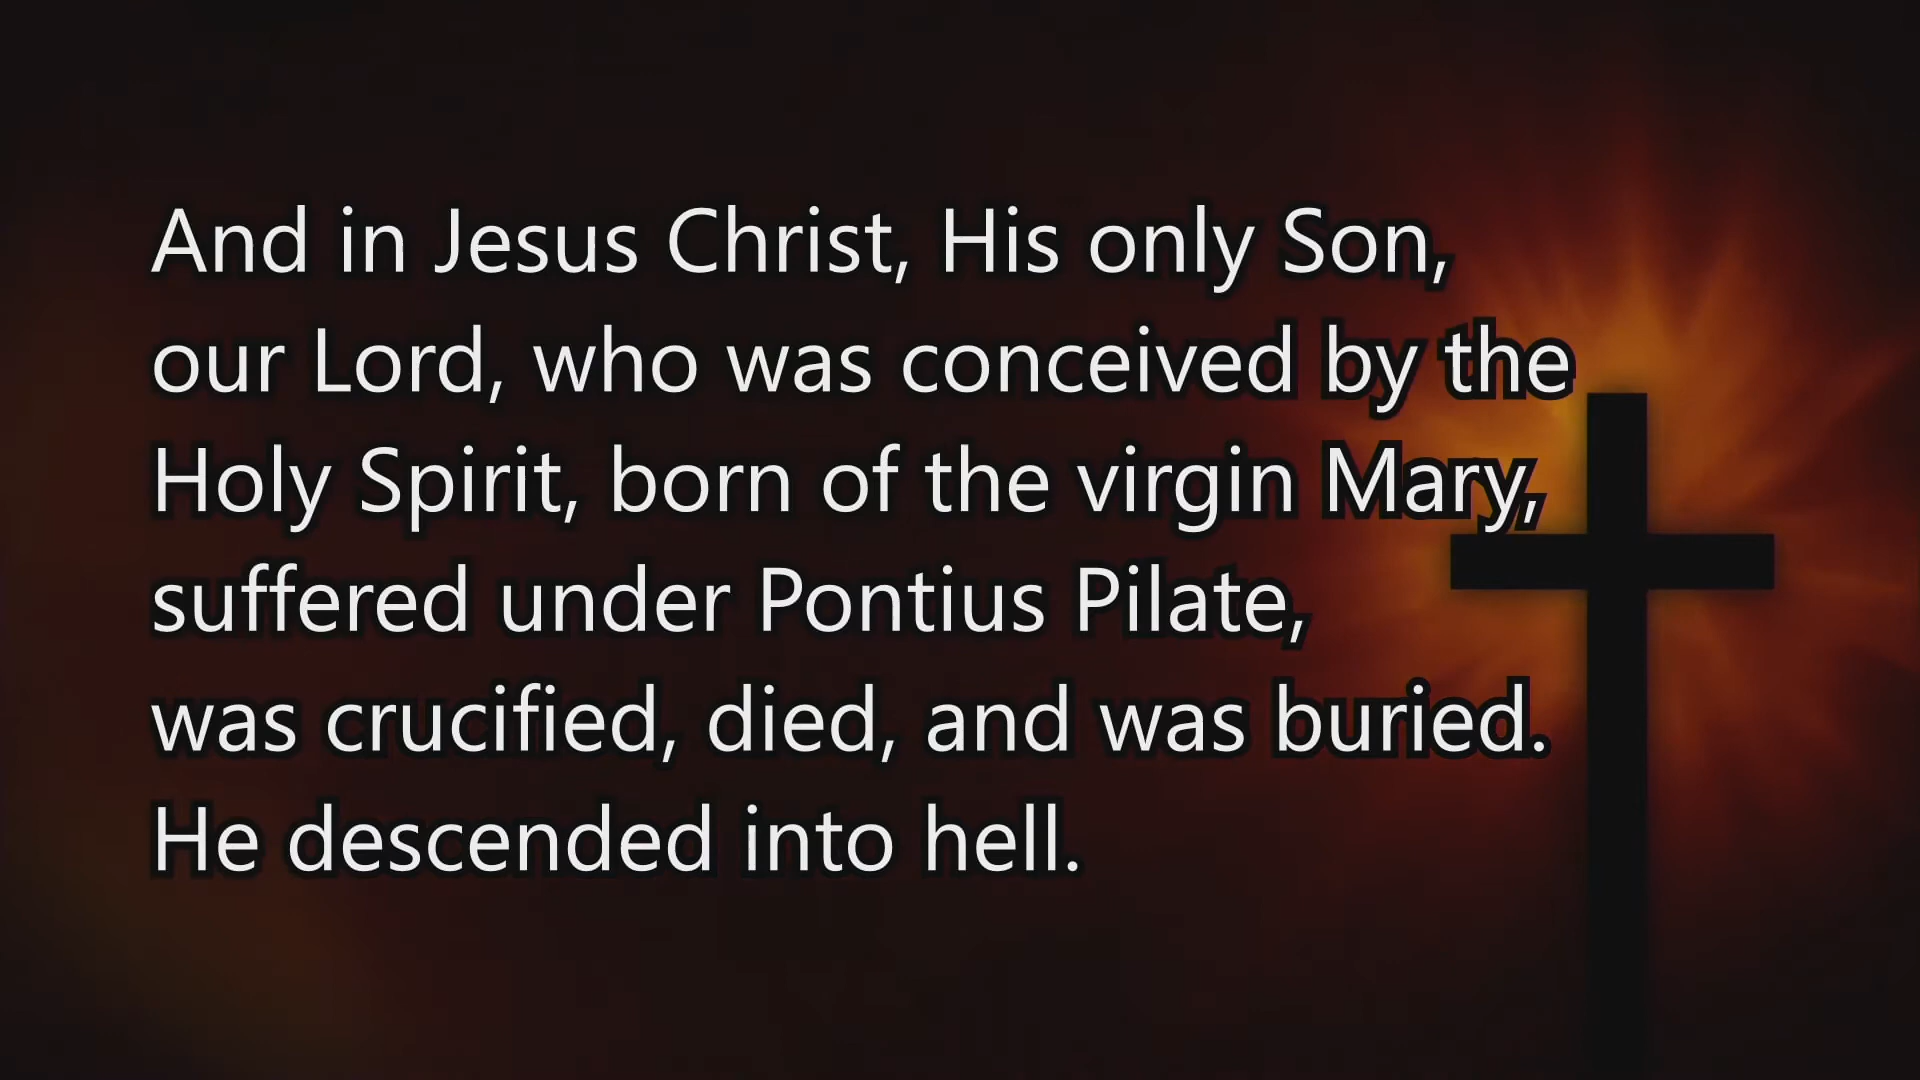 And in Jesus Christ, His only Son,
our Lord, who was conceived by the
Holy Spirit, born of the virgin Mary,
suffered under Pontius Pilate,
was crucified, died, and was buried.
He descended into hell.